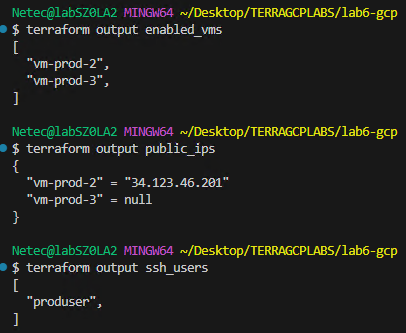 Netec@labSZ0LA2 MINGW64 ~/Desktop/TERRAGCPLABS/lab6-gcp
$ terraform output enabled_vms
[
  "vm-prod-2",
  "vm-prod-3",
]

Netec@labSZ0LA2 MINGW64 ~/Desktop/TERRAGCPLABS/lab6-gcp
$ terraform output public_ips
{
  "vm-prod-2" = "34.123.46.201"
  "vm-prod-3" = null
}

Netec@labSZ0LA2 MINGW64 ~/Desktop/TERRAGCPLABS/lab6-gcp
$ terraform output ssh_users
[
  "produser",
]